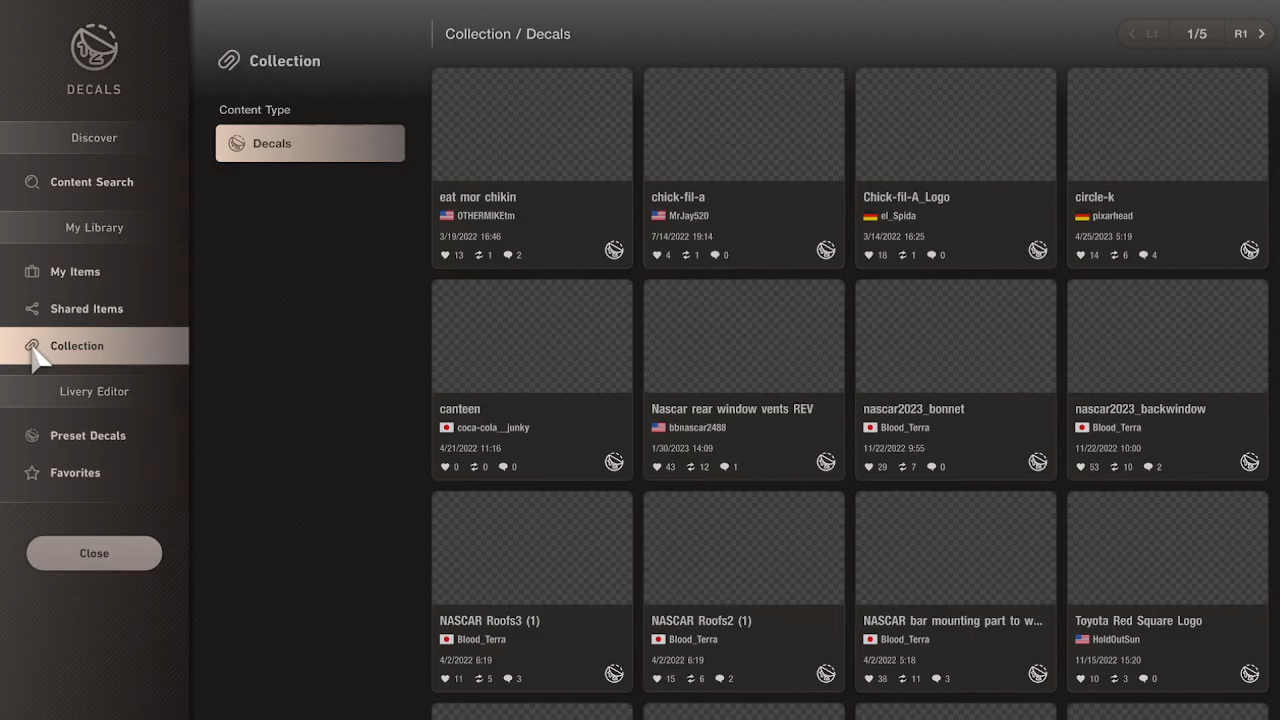 DECALS
Discover
Content Search
My Library
My Items
Shared Items
Collection
Livery Editor
Preset Decals
Favorites
Close
Collection
Content Type
Decals
Collection / Decals
L1
1/5
R1
eat mor chikin
OTHERMIKEtm
3/19/2022 16:46
13 1 2
chick-fil-a
MrJay520
7/14/2022 19:14
4 1 0
Chick-fil-A_Logo
el_Spida
3/14/2022 16:25
18 1 0
circle-k
pixarhead
4/25/2023 5:19
14 6 4
canteen
coca-cola__junky
4/21/2022 11:16
0 0 0
Nascar rear window vents REV
bbnascar2488
1/30/2023 14:09
43 12 1
nascar2023_bonnet
Blood_Terra
11/22/2022 9:55
29 7 0
nascar2023_backwindow
Blood_Terra
11/22/2022 10:00
53 10 2
NASCAR Roofs3 (1)
Blood_Terra
4/2/2022 6:19
11 5 3
NASCAR Roofs2 (1)
Blood_Terra
4/2/2022 6:19
15 6 2
NASCAR bar mounting part to w...
Blood_Terra
4/2/2022 5:18
38 11 3
Toyota Red Square Logo
HoldOutSun
11/15/2022 15:20
10 3 0